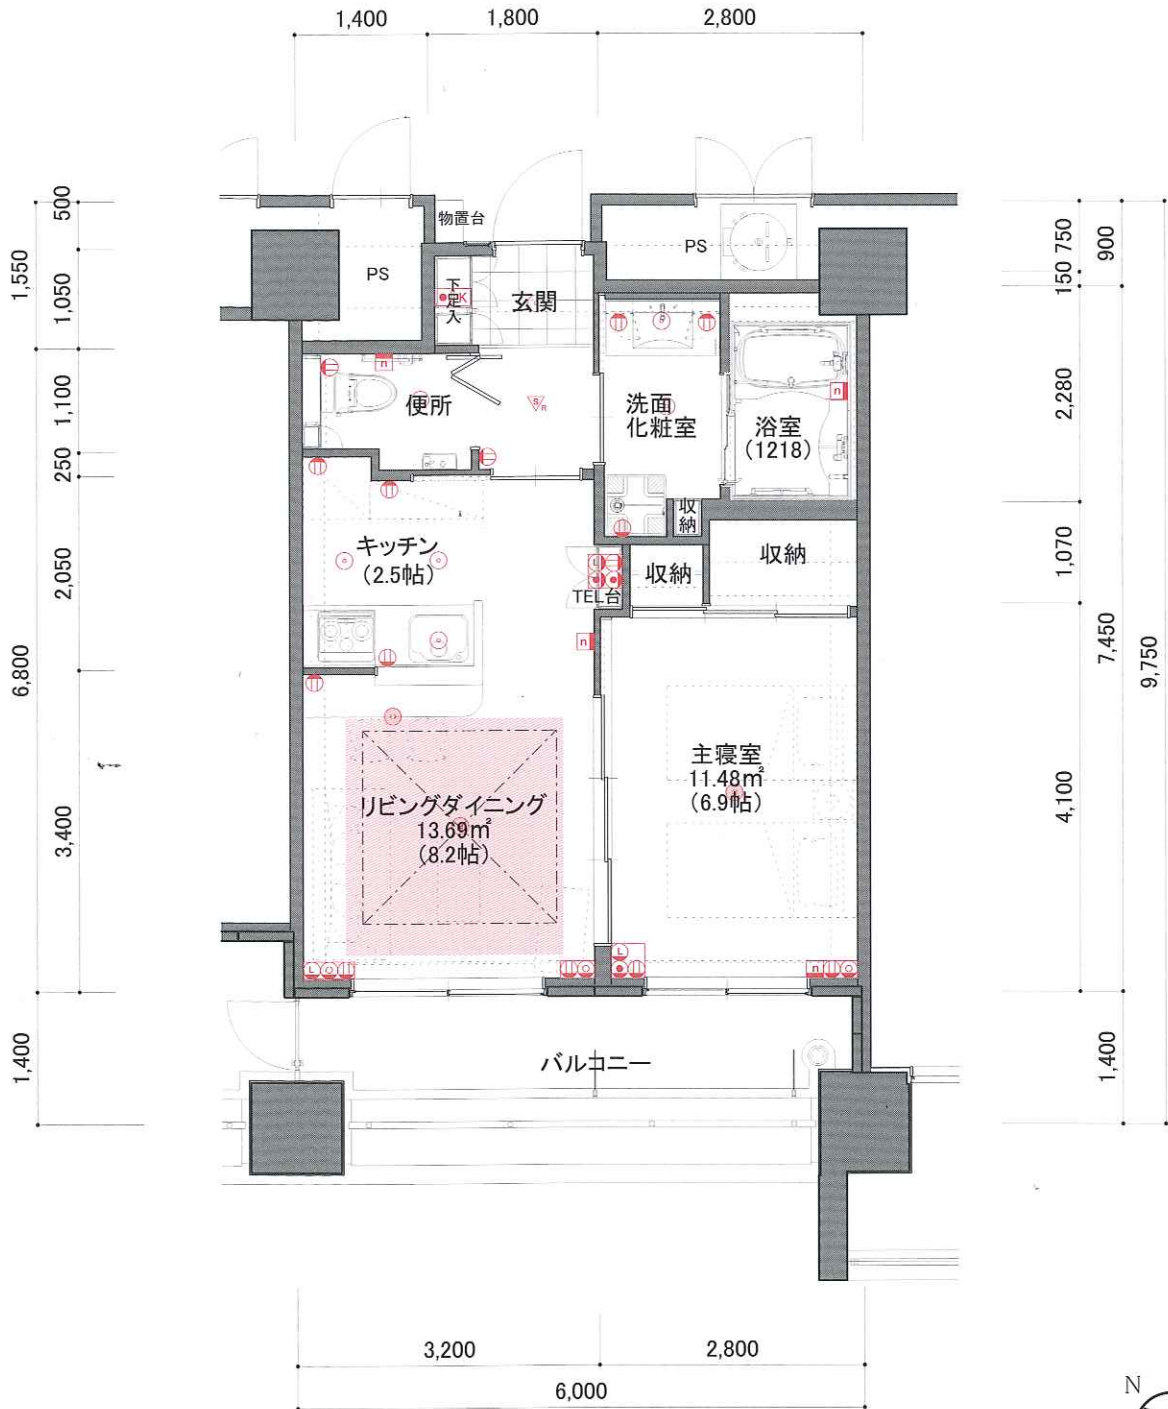 1,400
1,800
2,800
500
1,550
1,050
1,100
250
2,050
6,800
3,400
1,400
750
150
900
2,280
1,070
7,450
9,750
4,100
1,400
物置台
PS
下足入
K
玄関
PS
n
便所
S
R
洗面
化粧室
浴室
(1218)
n
収納
キッチン
(2.5帖)
L
TEL台
収納
収納
n
リビングダイニング
13.69㎡
(8.2帖)
主寝室
11.48㎡
(6.9帖)
L
L
n
バルコニー
3,200
2,800
6,000
N